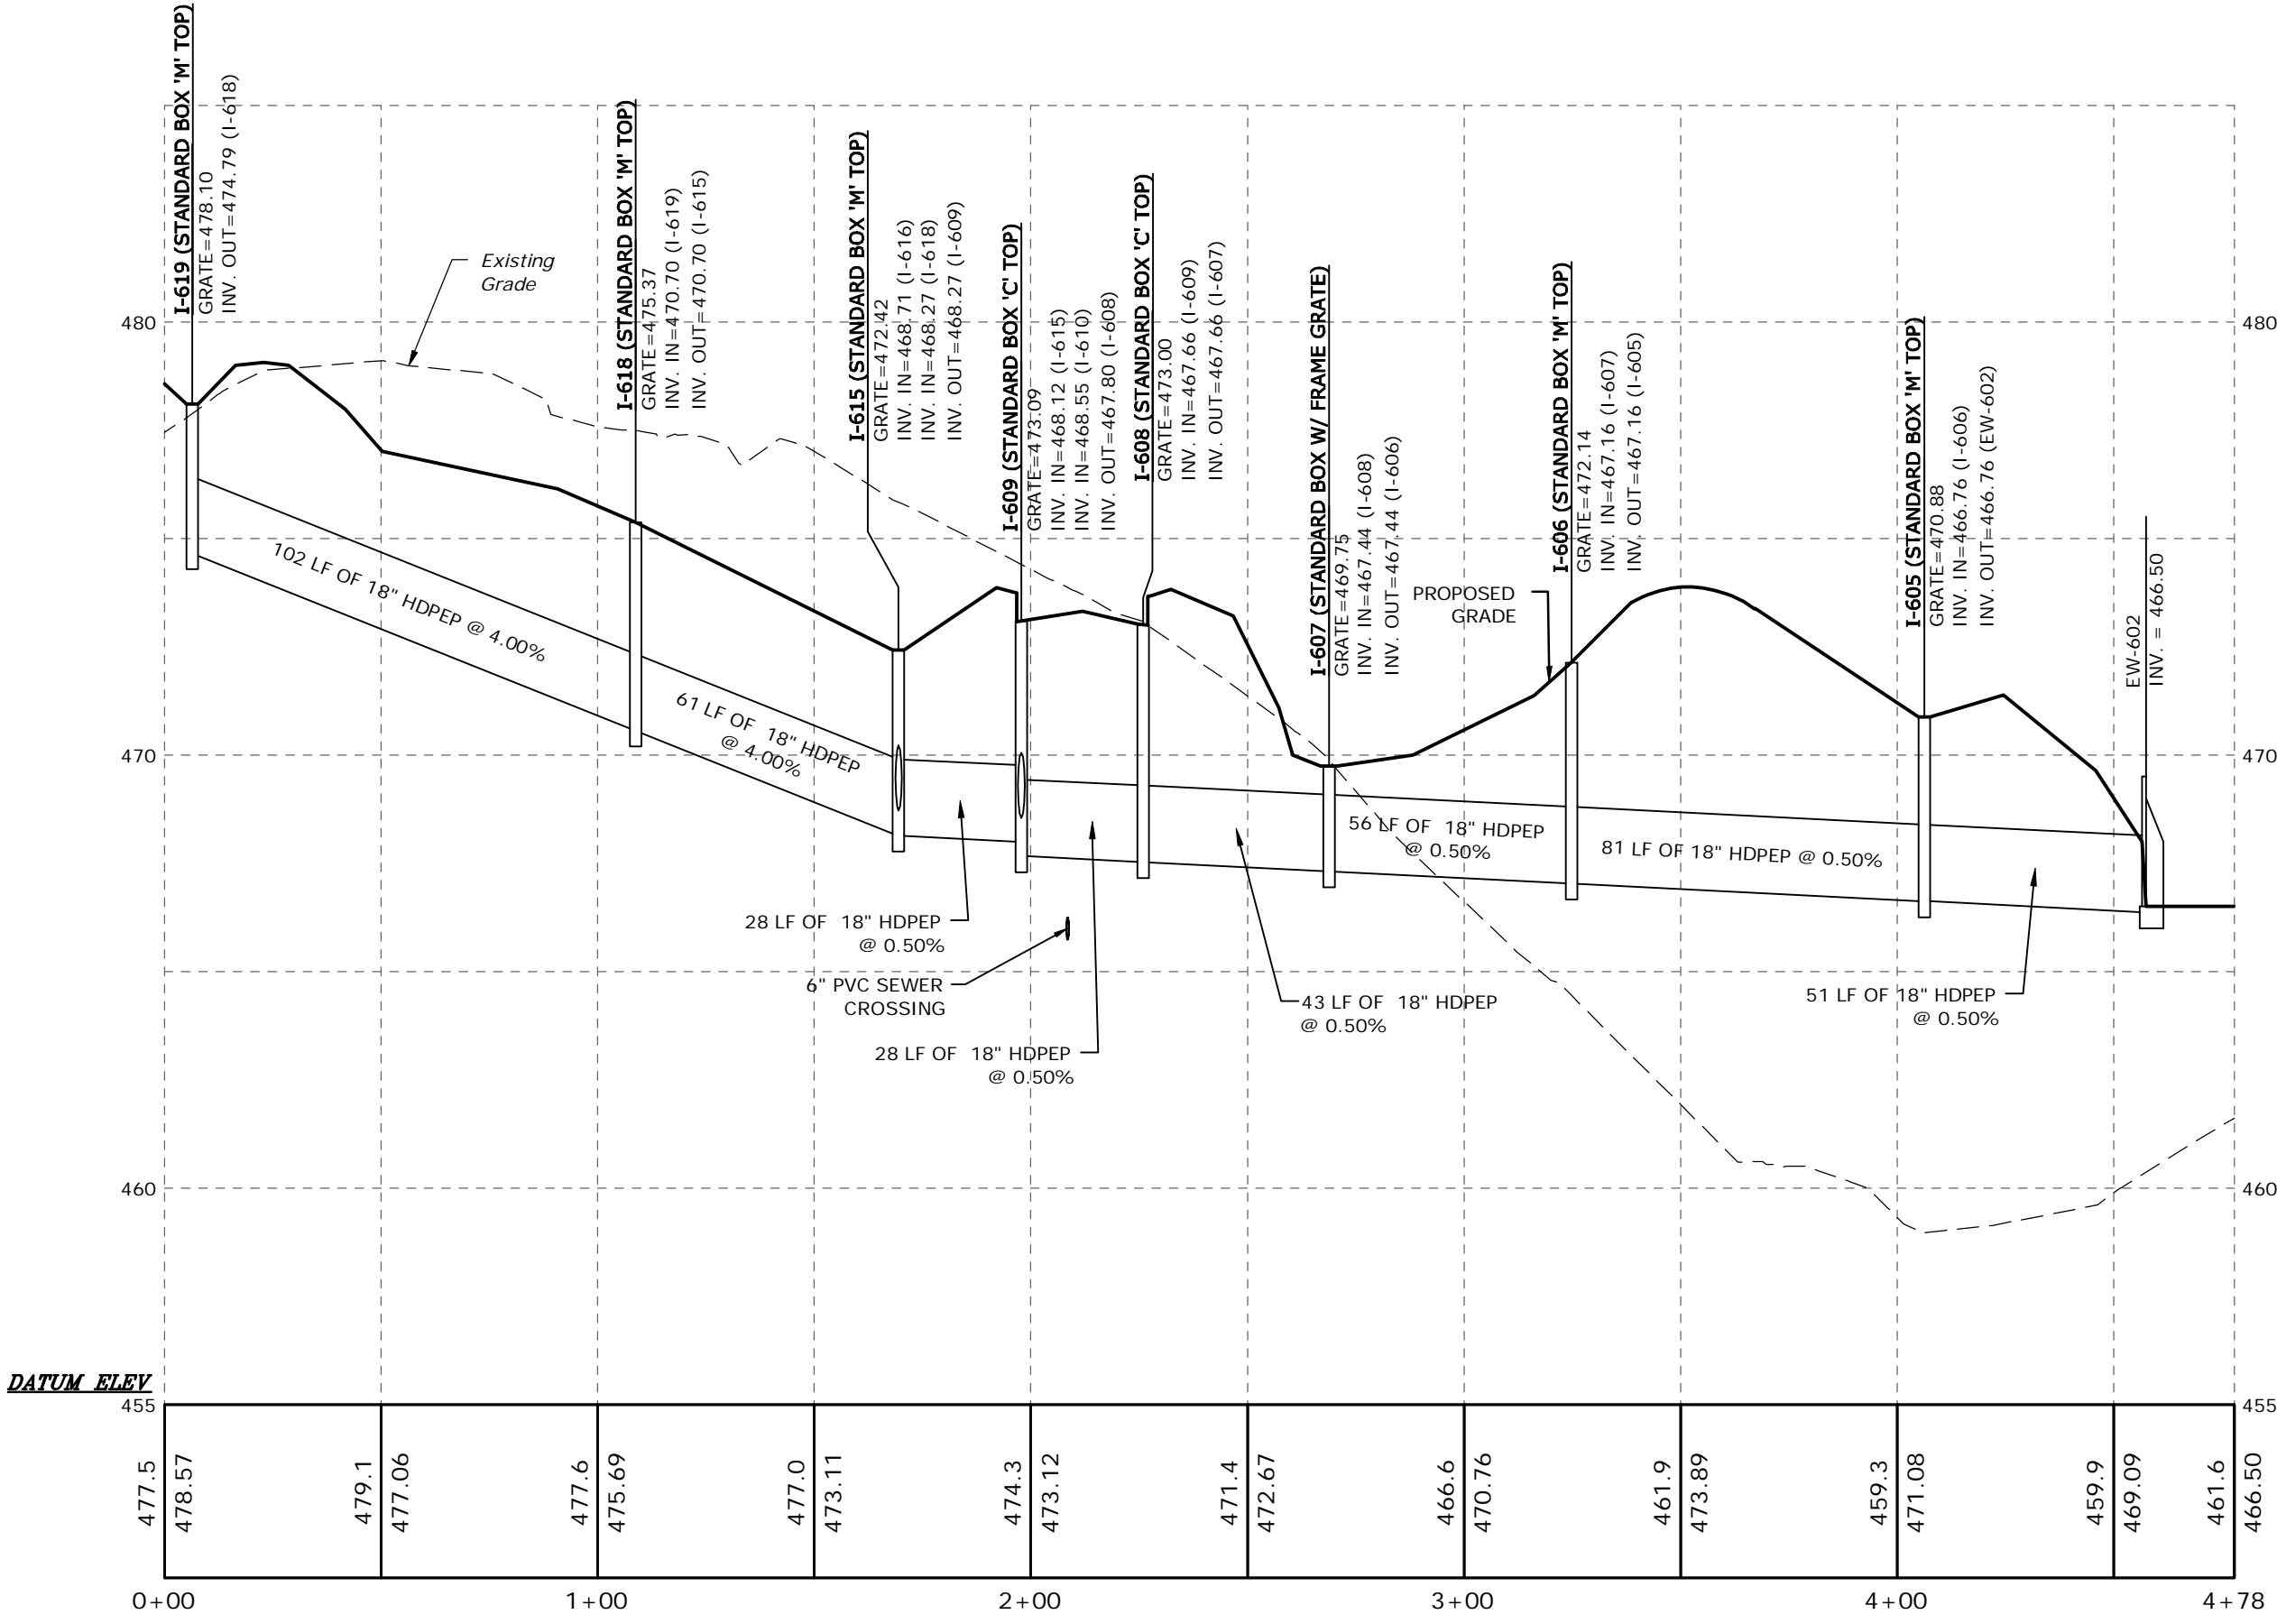 I-619 (STANDARD BOX 'M' TOP)
GRATE=478.10
INV. OUT=474.79 (I-618)
I-618 (STANDARD BOX 'M' TOP)
GRATE=475.37
INV. IN=470.70 (I-619)
INV. OUT=470.70 (I-615)
I-615 (STANDARD BOX 'M' TOP)
GRATE=472.42
INV. IN=468.71 (I-616)
INV. IN=468.27 (I-618)
INV. OUT=468.27 (I-609)
I-609 (STANDARD BOX 'C' TOP)
GRATE=473.09
INV. IN=468.12 (I-615)
INV. IN=468.55 (I-610)
INV. OUT=467.80 (I-608)
I-608 (STANDARD BOX 'C' TOP)
GRATE=473.00
INV. IN=467.66 (I-609)
INV. OUT=467.66 (I-607)
I-607 (STANDARD BOX W/ FRAME GRATE)
GRATE=469.75
INV. IN=467.44 (I-608)
INV. OUT=467.44 (I-606)
I-606 (STANDARD BOX 'M' TOP)
GRATE=472.14
INV. IN=467.16 (I-607)
INV. OUT=467.16 (I-605)
I-605 (STANDARD BOX 'M' TOP)
GRATE=470.88
INV. IN=466.76 (I-606)
INV. OUT=466.76 (EW-602)
EW-602
INV. = 466.50
Existing
Grade
480
480
PROPOSED
GRADE
102 LF OF 18" HDPEP @ 4.00%
61 LF OF 18" HDPEP
@ 4.00%
470
470
56 LF OF 18" HDPEP
@ 0.50%
81 LF OF 18" HDPEP @ 0.50%
28 LF OF 18" HDPEP
@ 0.50%
6" PVC SEWER
CROSSING
28 LF OF 18" HDPEP
@ 0.50%
43 LF OF 18" HDPEP
@ 0.50%
51 LF OF 18" HDPEP
@ 0.50%
460
460
DATUM ELEV
455
455
477.5
478.57
479.1
477.06
477.6
475.69
477.0
473.11
474.3
473.12
471.4
472.67
466.6
470.76
461.9
473.89
459.3
471.08
459.9
469.09
461.6
466.50
0+00
1+00
2+00
3+00
4+00
4+78